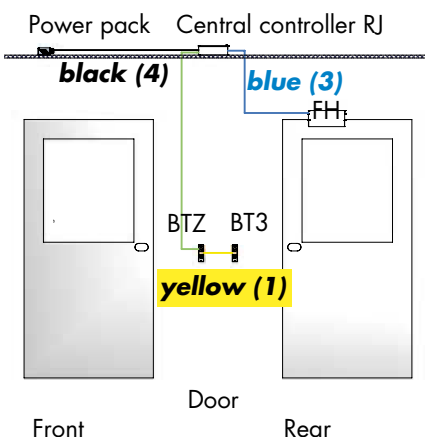 Power pack Central controller RJ
black (4) blue (3)
FH
BTZ BT3
yellow (1)
Door
Front Rear